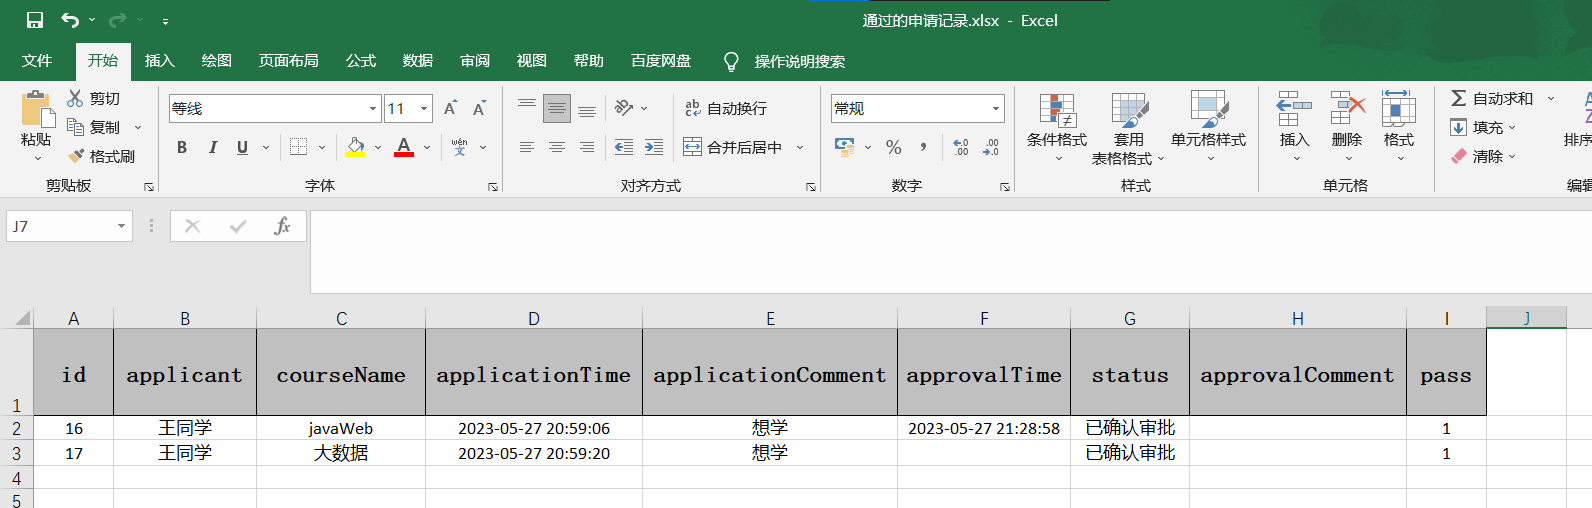 通过的申请记录.xlsx - Excel
文件 开始 插入 绘图 页面布局 公式 数据 审阅 视图 帮助 百度网盘 操作说明搜索
粘贴 剪切 复制 格式刷 剪贴板
等线 11 A A B I U A wén 文 字体
ab 自动换行 合并后居中 对齐方式
常规 % , .00 .00 数字
条件格式 套用 表格格式 单元格样式 样式
插入 删除 格式 单元格
自动求和 填充 清除
J7 fx
A B C D E F G H I J
1 id applicant courseName applicationTime applicationComment approvalTime status approvalComment pass
2 16 王同学 javaWeb 2023-05-27 20:59:06 想学 2023-05-27 21:28:58 已确认审批 1
3 17 王同学 大数据 2023-05-27 20:59:20 想学 已确认审批 1
4
5